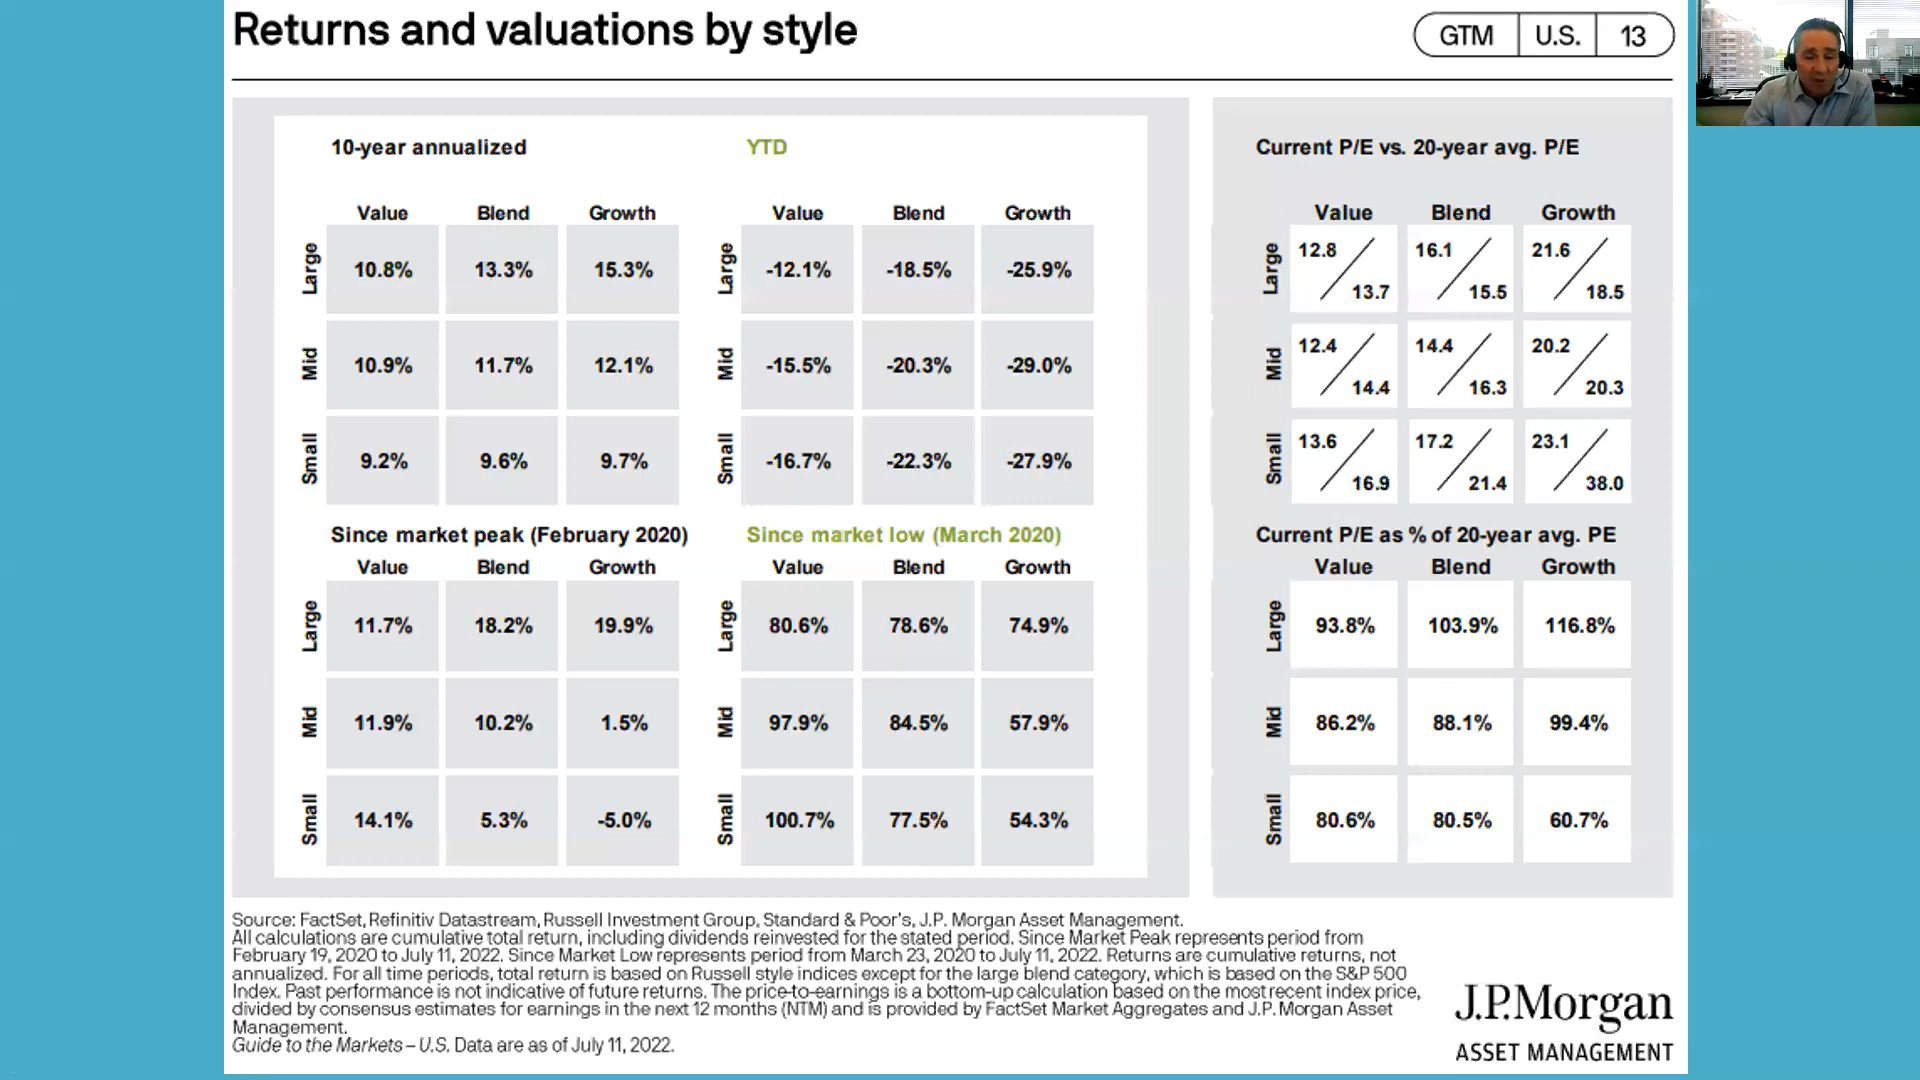 Returns and valuations by style
GTM U.S. 13
10-year annualized
Value Blend Growth
Large 10.8% 13.3% 15.3%
Mid 10.9% 11.7% 12.1%
Small 9.2% 9.6% 9.7%
YTD
Value Blend Growth
Large -12.1% -18.5% -25.9%
Mid -15.5% -20.3% -29.0%
Small -16.7% -22.3% -27.9%
Since market peak (February 2020)
Value Blend Growth
Large 11.7% 18.2% 19.9%
Mid 11.9% 10.2% 1.5%
Small 14.1% 5.3% -5.0%
Since market low (March 2020)
Value Blend Growth
Large 80.6% 78.6% 74.9%
Mid 97.9% 84.5% 57.9%
Small 100.7% 77.5% 54.3%
Current P/E vs. 20-year avg. P/E
Value Blend Growth
Large 12.8 / 13.7 16.1 / 15.5 21.6 / 18.5
Mid 12.4 / 14.4 14.4 / 16.3 20.2 / 20.3
Small 13.6 / 16.9 17.2 / 21.4 23.1 / 38.0
Current P/E as % of 20-year avg. PE
Value Blend Growth
Large 93.8% 103.9% 116.8%
Mid 86.2% 88.1% 99.4%
Small 80.6% 80.5% 60.7%
Source: FactSet, Refinitiv Datastream, Russell Investment Group, Standard & Poor's, J.P. Morgan Asset Management.
All calculations are cumulative total return, including dividends reinvested for the stated period. Since Market Peak represents period from
February 19, 2020 to July 11, 2022. Since Market Low represents period from March 23, 2020 to July 11, 2022. Returns are cumulative returns, not
annualized. For all time periods, total return is based on Russell style indices except for the large blend category, which is based on the S&P 500
Index. Past performance is not indicative of future returns. The price-to-earnings is a bottom-up calculation based on the most recent index price,
divided by consensus estimates for earnings in the next 12 months (NTM) and is provided by FactSet Market Aggregates and J.P. Morgan Asset
Management.
Guide to the Markets – U.S. Data are as of July 11, 2022.
J.P.Morgan
ASSET MANAGEMENT